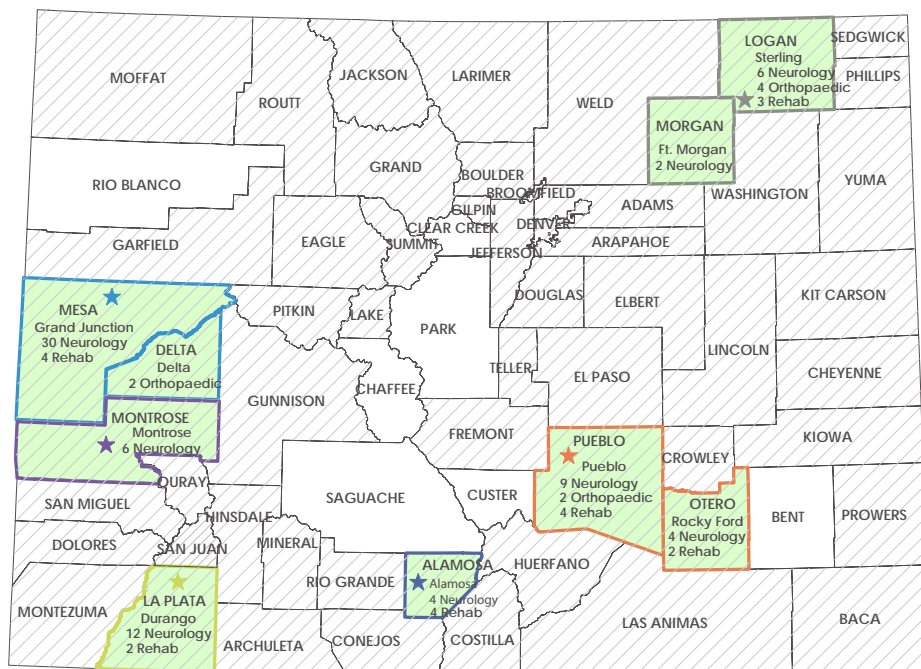 LOGAN
Sterling
6 Neurology
4 Orthopaedic
3 Rehab
SEDGWICK
PHILLIPS
MOFFAT
ROUTT
JACKSON
LARIMER
WELD
MORGAN
Ft. Morgan
2 Neurology
WASHINGTON
YUMA
RIO BLANCO
GRAND
BOULDER
BROOMFIELD
GILPIN
CLEAR CREEK
DENVER
ADAMS
ARAPAHOE
JEFFERSON
GARFIELD
EAGLE
SUMMIT
MESA
Grand Junction
30 Neurology
4 Rehab
DELTA
Delta
2 Orthopaedic
PITKIN
LAKE
PARK
DOUGLAS
ELBERT
KIT CARSON
LINCOLN
TELLER
EL PASO
CHEYENNE
CHAFFEE
GUNNISON
MONTROSE
Montrose
6 Neurology
FREMONT
PUEBLO
Pueblo
9 Neurology
2 Orthopaedic
4 Rehab
CROWLEY
KIOWA
OURAY
SAN MIGUEL
HINSDALE
SAGUACHE
CUSTER
OTERO
Rocky Ford
4 Neurology
2 Rehab
BENT
PROWERS
DOLORES
SAN JUAN
MINERAL
RIO GRANDE
ALAMOSA
Alamosa
4 Neurology
4 Rehab
HUERFANO
MONTEZUMA
LA PLATA
Durango
12 Neurology
2 Rehab
ARCHULETA
CONEJOS
COSTILLA
LAS ANIMAS
BACA